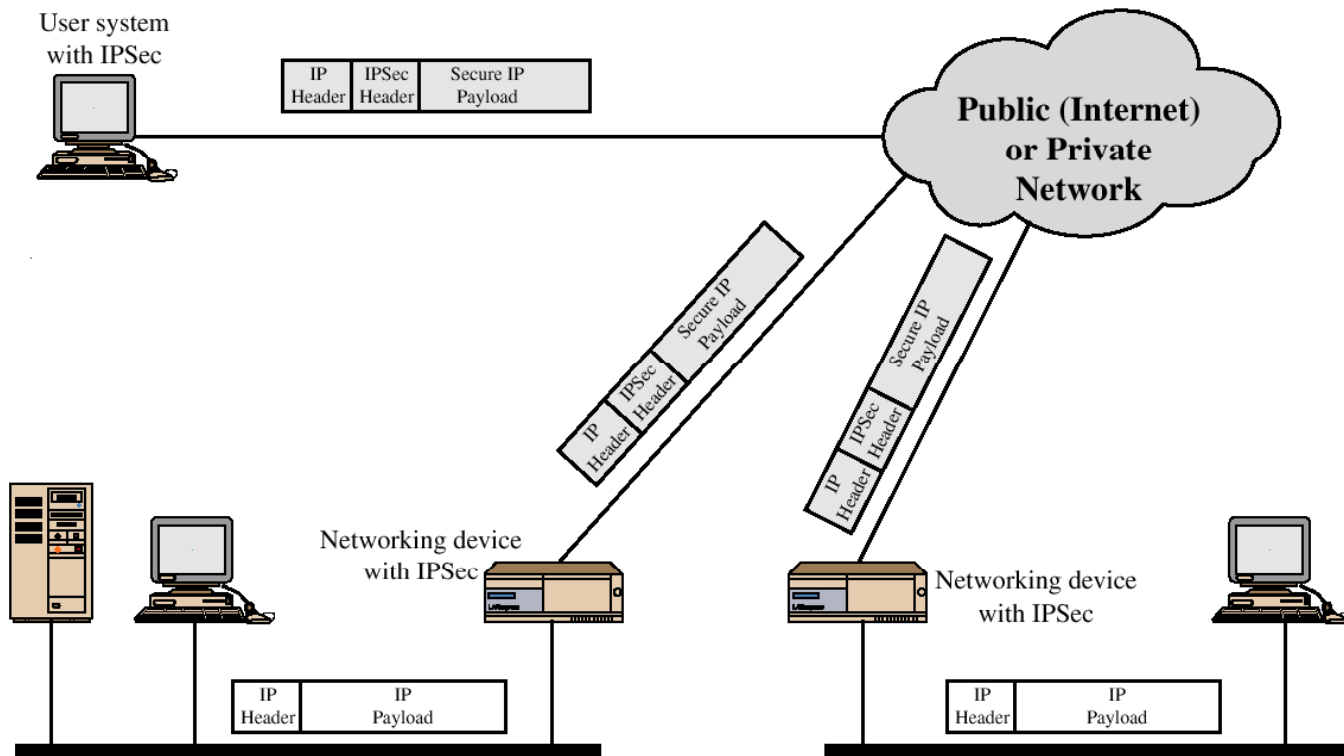 User system
with IPSec
IP
Header
IPSec
Header
Secure IP
Payload
Public (Internet)
or Private
Network
IP
Header
IPSec
Header
Secure IP
Payload
IP
Header
IPSec
Header
Secure IP
Payload
Networking device
with IPSec
Networking device
with IPSec
IP
Header
IP
Payload
IP
Header
IP
Payload